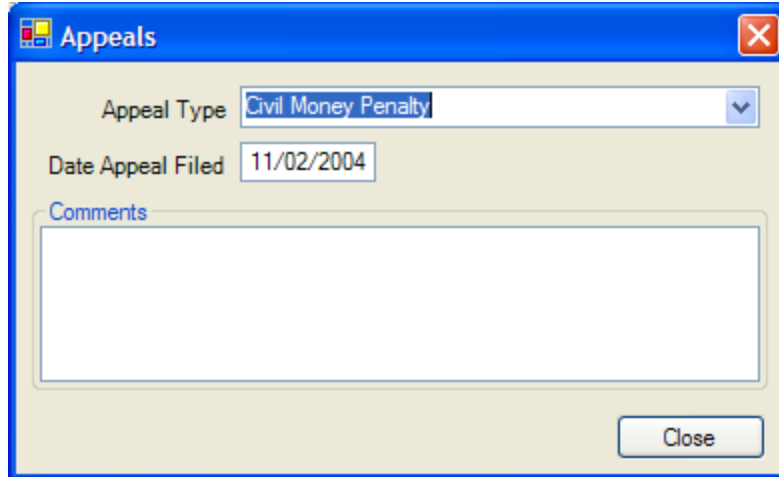 Appeals
Appeal Type Civil Money Penalty
Date Appeal Filed 11/02/2004
Comments
Close